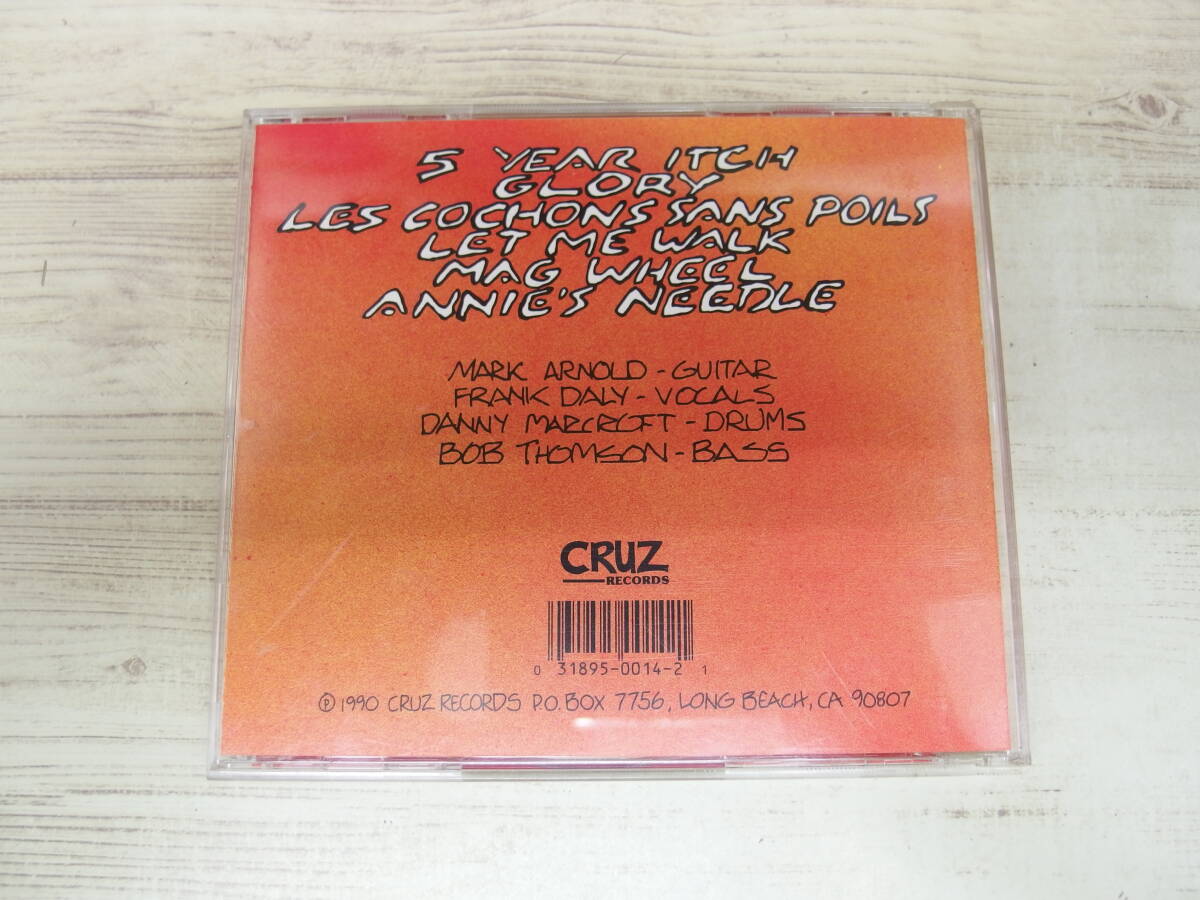 5 YEAR ITCH
GLORY
LES COCHONS SANS POILS
LET ME WALK
MAG WHEEL
ANNIE'S NEEDLE
MARK ARNOLD - GUITAR
FRANK DALY - VOCALS
DANNY MARCROFT - DRUMS
BOB THOMSON - BASS
CRUZ
RECORDS
0 31895-0014-2 1
℗ 1990 CRUZ RECORDS P.O. BOX 7756, LONG BEACH, CA 90807